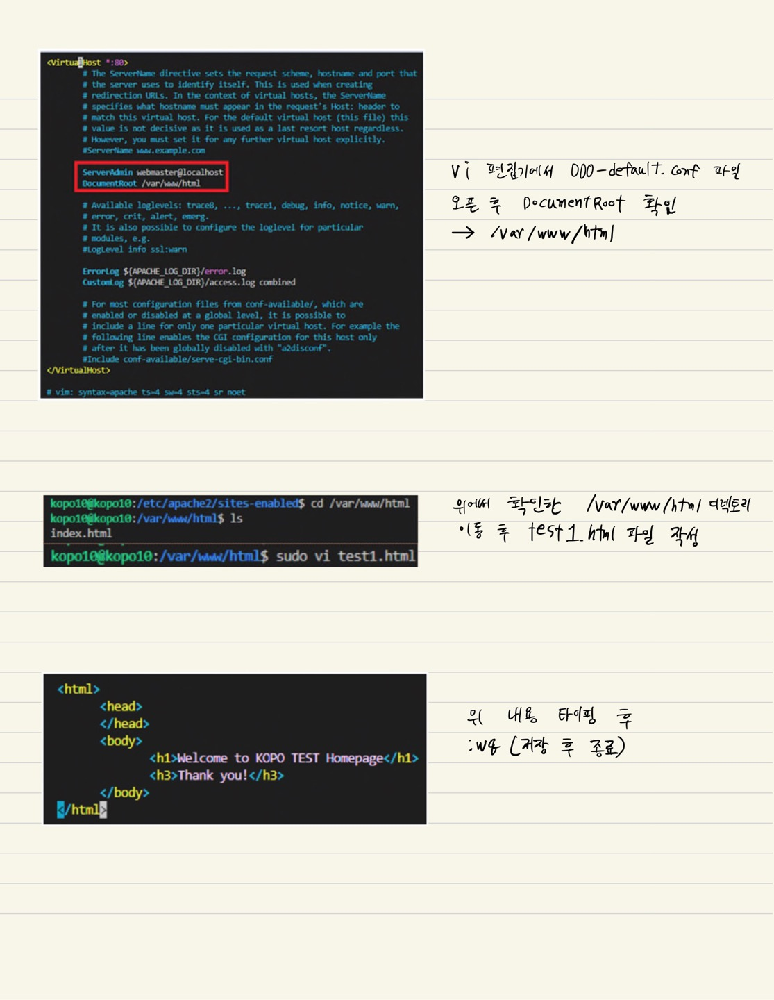 <VirtualHost *:80>
# The ServerName directive sets the request scheme, hostname and port that
# the server uses to identify itself. This is used when creating
# redirection URLs. In the context of virtual hosts, the ServerName
# specifies what hostname must appear in the request's Host: header to
# match this virtual host. For the default virtual host (this file) this
# value is not decisive as it is used as a last resort host regardless.
# However, you must set it for any further virtual host explicitly.
#ServerName www.example.com
ServerAdmin webmaster@localhost
DocumentRoot /var/www/html
# Available loglevels: trace8, ..., trace1, debug, info, notice, warn,
# error, crit, alert, emerg.
# It is also possible to configure the loglevel for particular
# modules, e.g.
#LogLevel info ssl:warn
ErrorLog ${APACHE_LOG_DIR}/error.log
CustomLog ${APACHE_LOG_DIR}/access.log combined
# For most configuration files from conf-available/, which are
# enabled or disabled at a global level, it is possible to
# include a line for only one particular virtual host. For example the
# following line enables the CGI configuration for this host only
# after it has been globally disabled with "a2disconf".
#Include conf-available/serve-cgi-bin.conf
</VirtualHost>
# vim: syntax=apache ts=4 sw=4 sts=4 sr noet
vi 편집기에서 000-default.conf 파일
오픈 후 DocumentRoot 확인
→ /var/www/html
kopo10@kopo10:/etc/apache2/sites-enabled$ cd /var/www/html
kopo10@kopo10:/var/www/html$ ls
index.html
kopo10@kopo10:/var/www/html$ sudo vi test1.html
위에서 확인한 /var/www/html 디렉토리
이동 후 test1.html 파일 작성
<html>
<head>
</head>
<body>
<h1>Welcome to KOPO TEST Homepage</h1>
<h3>Thank you!</h3>
</body>
</html>
위 내용 타이핑 후
:wq (저장 후 종료)